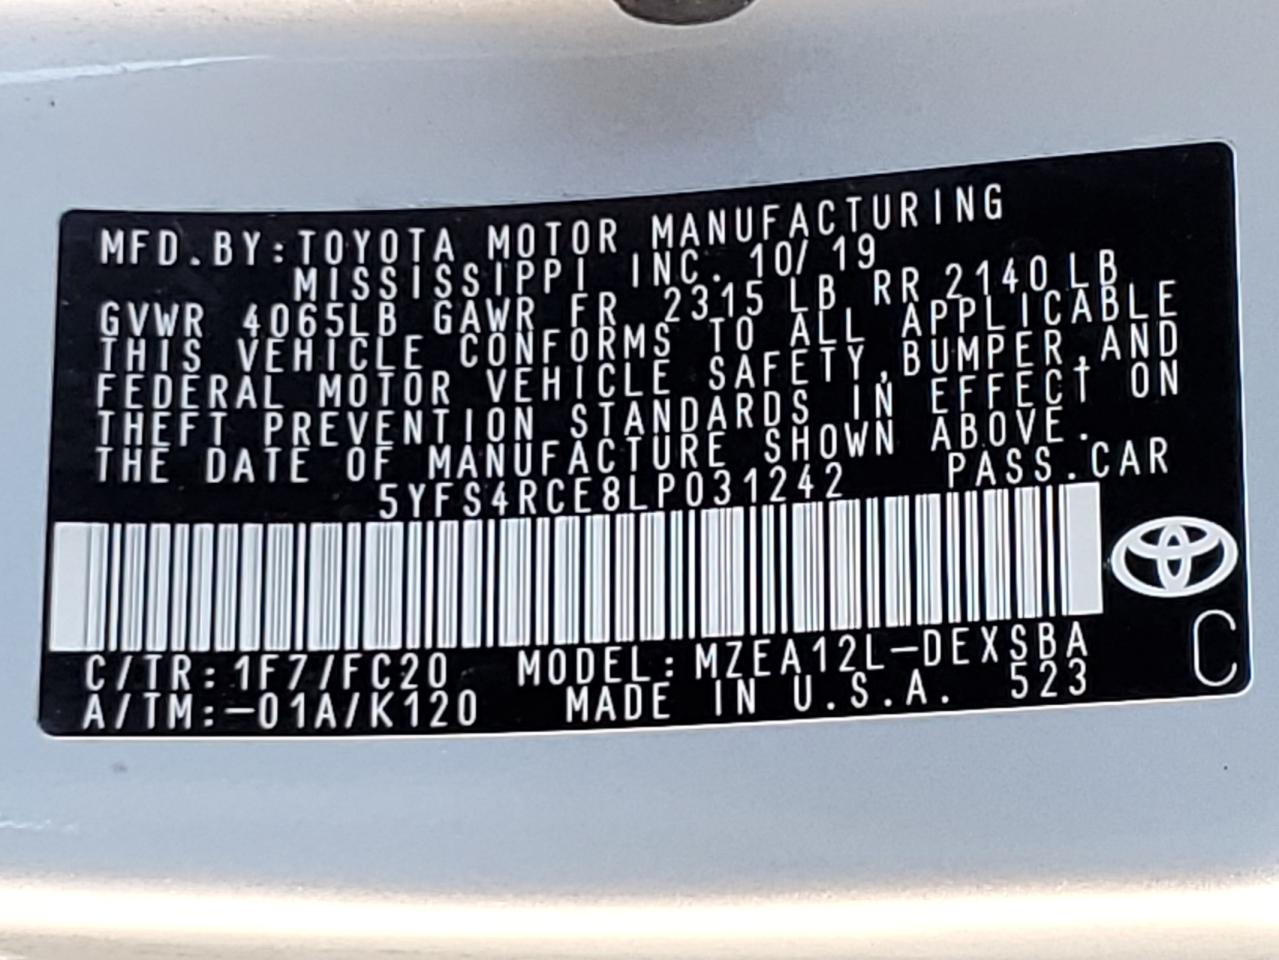 MFD.BY:TOYOTA MOTOR MANUFACTURING
MISSISSIPPI INC. 10/19
GVWR 4065LB GAWR FR 2315 LB RR 2140 LB
THIS VEHICLE CONFORMS TO ALL APPLICABLE
FEDERAL MOTOR VEHICLE SAFETY,BUMPER,AND
THEFT PREVENTION STANDARDS IN EFFECT ON
THE DATE OF MANUFACTURE SHOWN ABOVE.
5YFS4RCE8LP031242 PASS.CAR
C/TR:1F7/FC20 MODEL:MZEA12L-DEXSBA
A/TM:-01A/K120 MADE IN U.S.A. 523
C